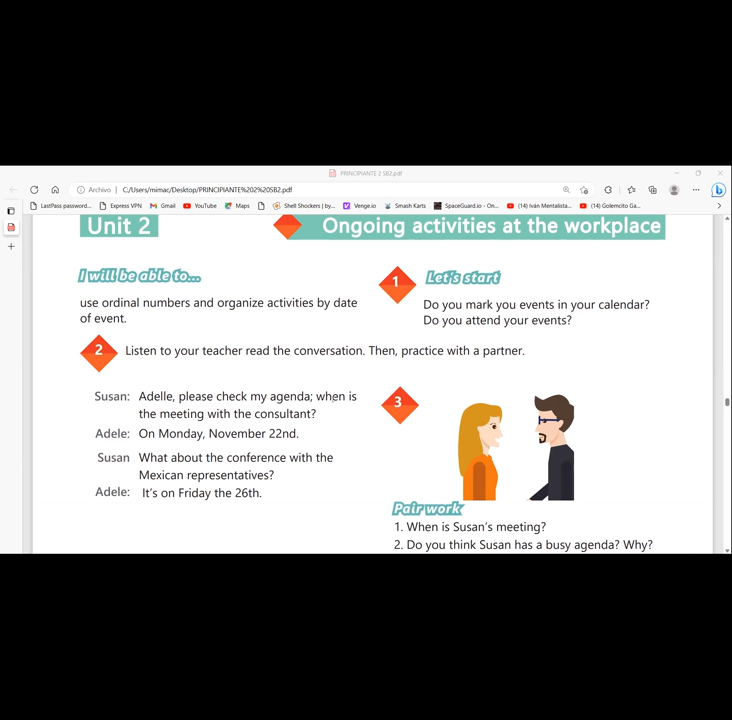 PRINCIPIANTE 2 SB2.pdf
Archivo | C:/Users/mimac/Desktop/PRINCIPIANTE%202%20SB2.pdf
LastPass password... Express VPN Gmail YouTube Maps Shell Shockers | by... Venge.io Smash Karts SpaceGuard.io - On... (14) Iván Mentalista... (14) Golemcito Ga...
Unit 2 Ongoing activities at the workplace
I will be able to...
use ordinal numbers and organize activities by date
of event.
1 Let's start
Do you mark you events in your calendar?
Do you attend your events?
2 Listen to your teacher read the conversation. Then, practice with a partner.
Susan: Adelle, please check my agenda; when is
the meeting with the consultant?
Adele: On Monday, November 22nd.
Susan What about the conference with the
Mexican representatives?
Adele: It's on Friday the 26th.
3
Pair work
1. When is Susan's meeting?
2. Do you think Susan has a busy agenda? Why?